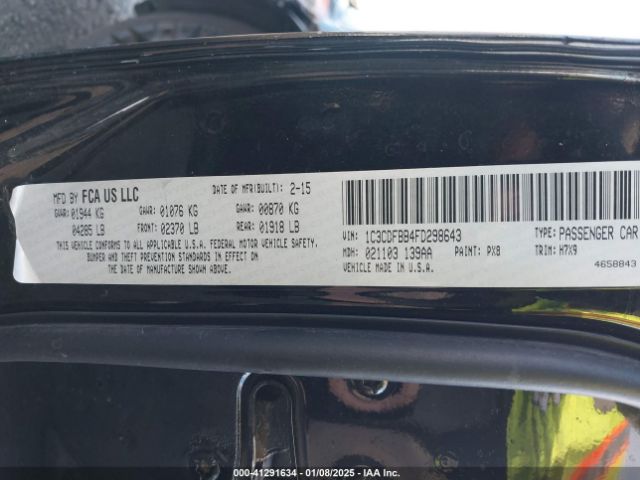 MFD BY FCA US LLC DATE OF MFR(BUILT): 2-15
GVWR: 01944 KG GAWR: 01076 KG GAWR: 00870 KG
04285 LB FRONT: 02370 LB REAR: 01918 LB
THIS VEHICLE CONFORMS TO ALL APPLICABLE U.S.A. FEDERAL MOTOR VEHICLE SAFETY,
BUMPER AND THEFT PREVENTION STANDARDS IN EFFECT ON
THE DATE OF MANUFACTURE SHOWN ABOVE.
VIN: 1C3CDFBB4FD298643 TYPE: PASSENGER CAR
MDH: 021103 139AA PAINT: PX8 TRIM: H7X9
VEHICLE MADE IN U.S.A. 4658843
000-41291634 | 01/08/2025 | IAA Inc.